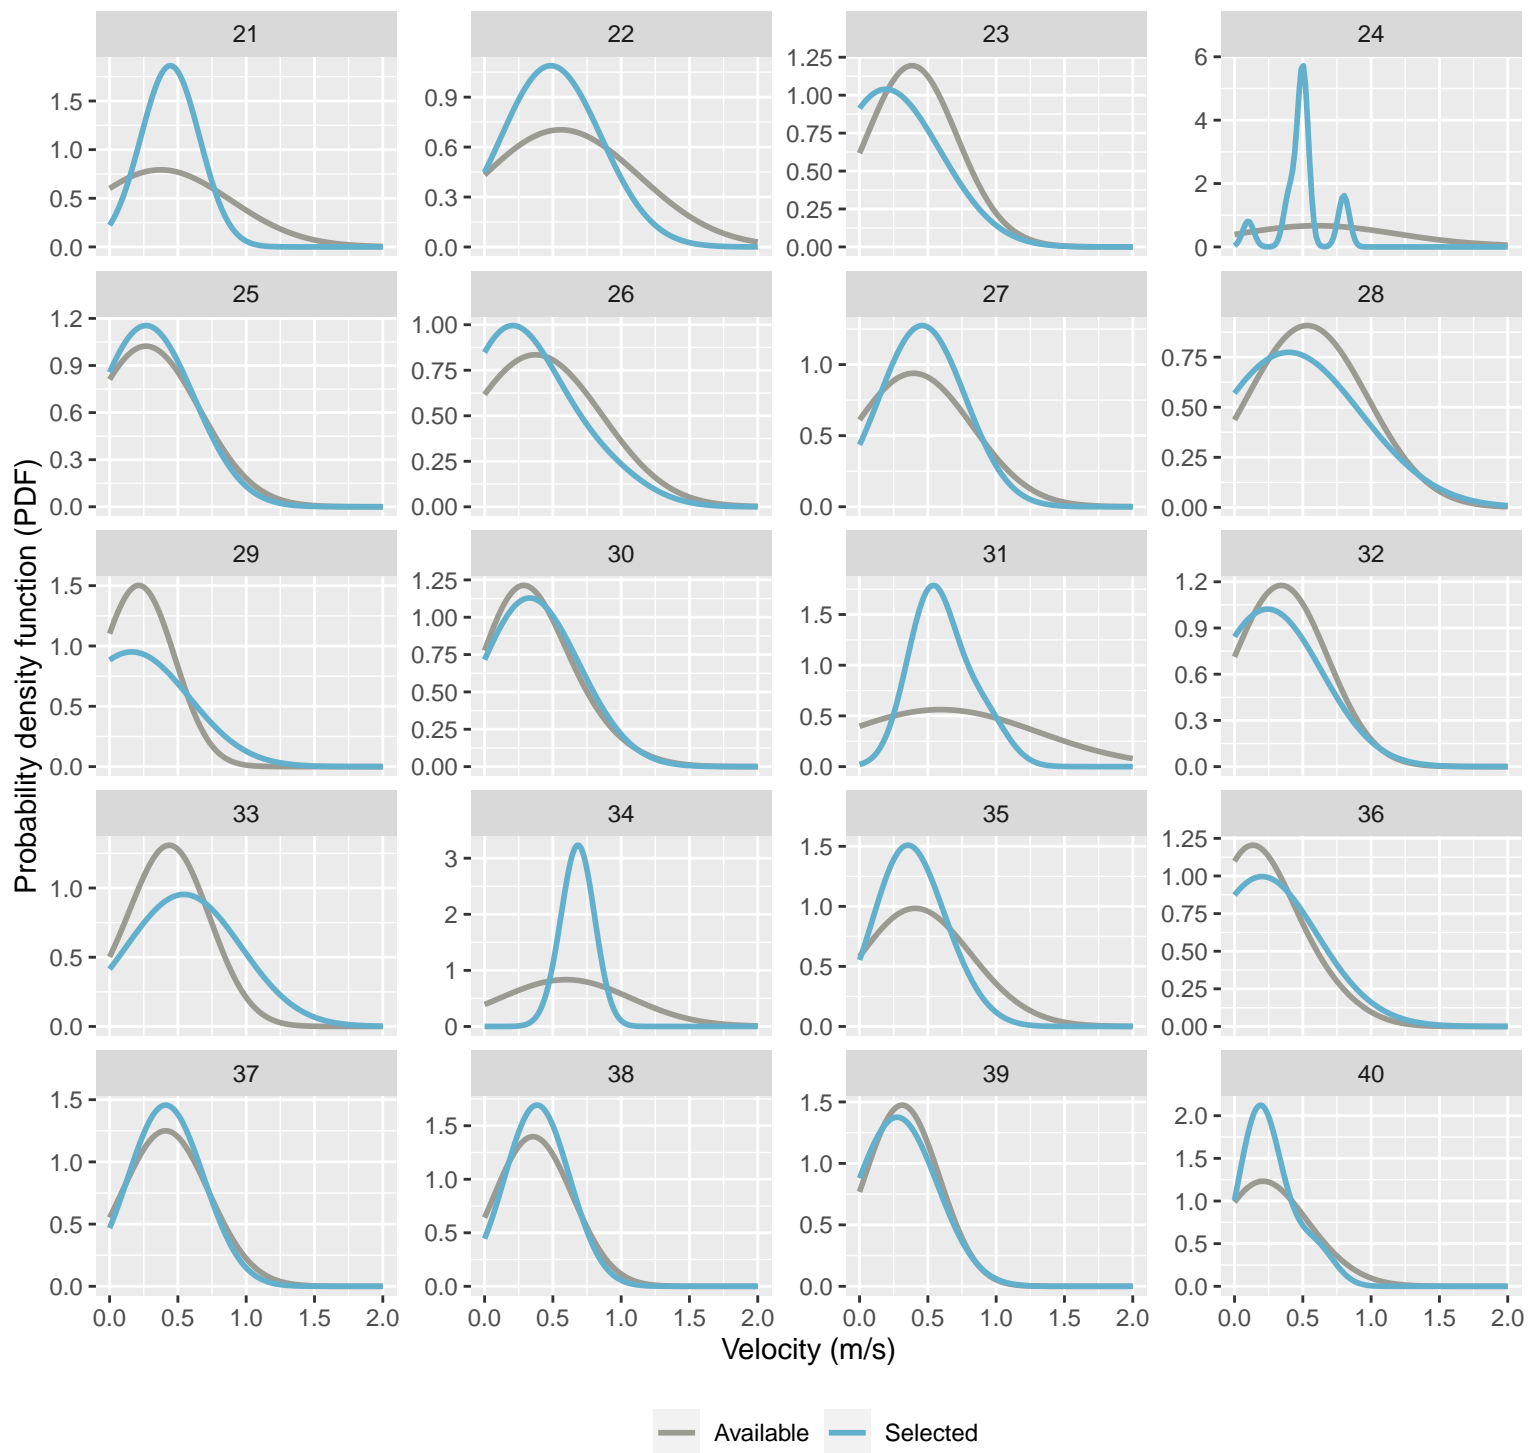 21 22 23 24
0.0 0.5 1.0 1.5
0.0 0.3 0.6 0.9
0.00 0.25 0.50 0.75 1.00 1.25
0 2 4 6
25 26 27 28
0.0 0.3 0.6 0.9 1.2
0.00 0.25 0.50 0.75 1.00
0.0 0.5 1.0
0.00 0.25 0.50 0.75
29 30 31 32
0.0 0.5 1.0 1.5
0.00 0.25 0.50 0.75 1.00 1.25
0.0 0.5 1.0 1.5
0.0 0.3 0.6 0.9 1.2
33 34 35 36
0.0 0.5 1.0
0 1 2 3
0.0 0.5 1.0 1.5
0.00 0.25 0.50 0.75 1.00 1.25
37 38 39 40
0.0 0.5 1.0 1.5
0.0 0.5 1.0 1.5
0.0 0.5 1.0 1.5
0.0 0.5 1.0 1.5 2.0
0.0 0.5 1.0 1.5 2.0 0.0 0.5 1.0 1.5 2.0 0.0 0.5 1.0 1.5 2.0 0.0 0.5 1.0 1.5 2.0
Probability density function (PDF)
Velocity (m/s)
Available Selected